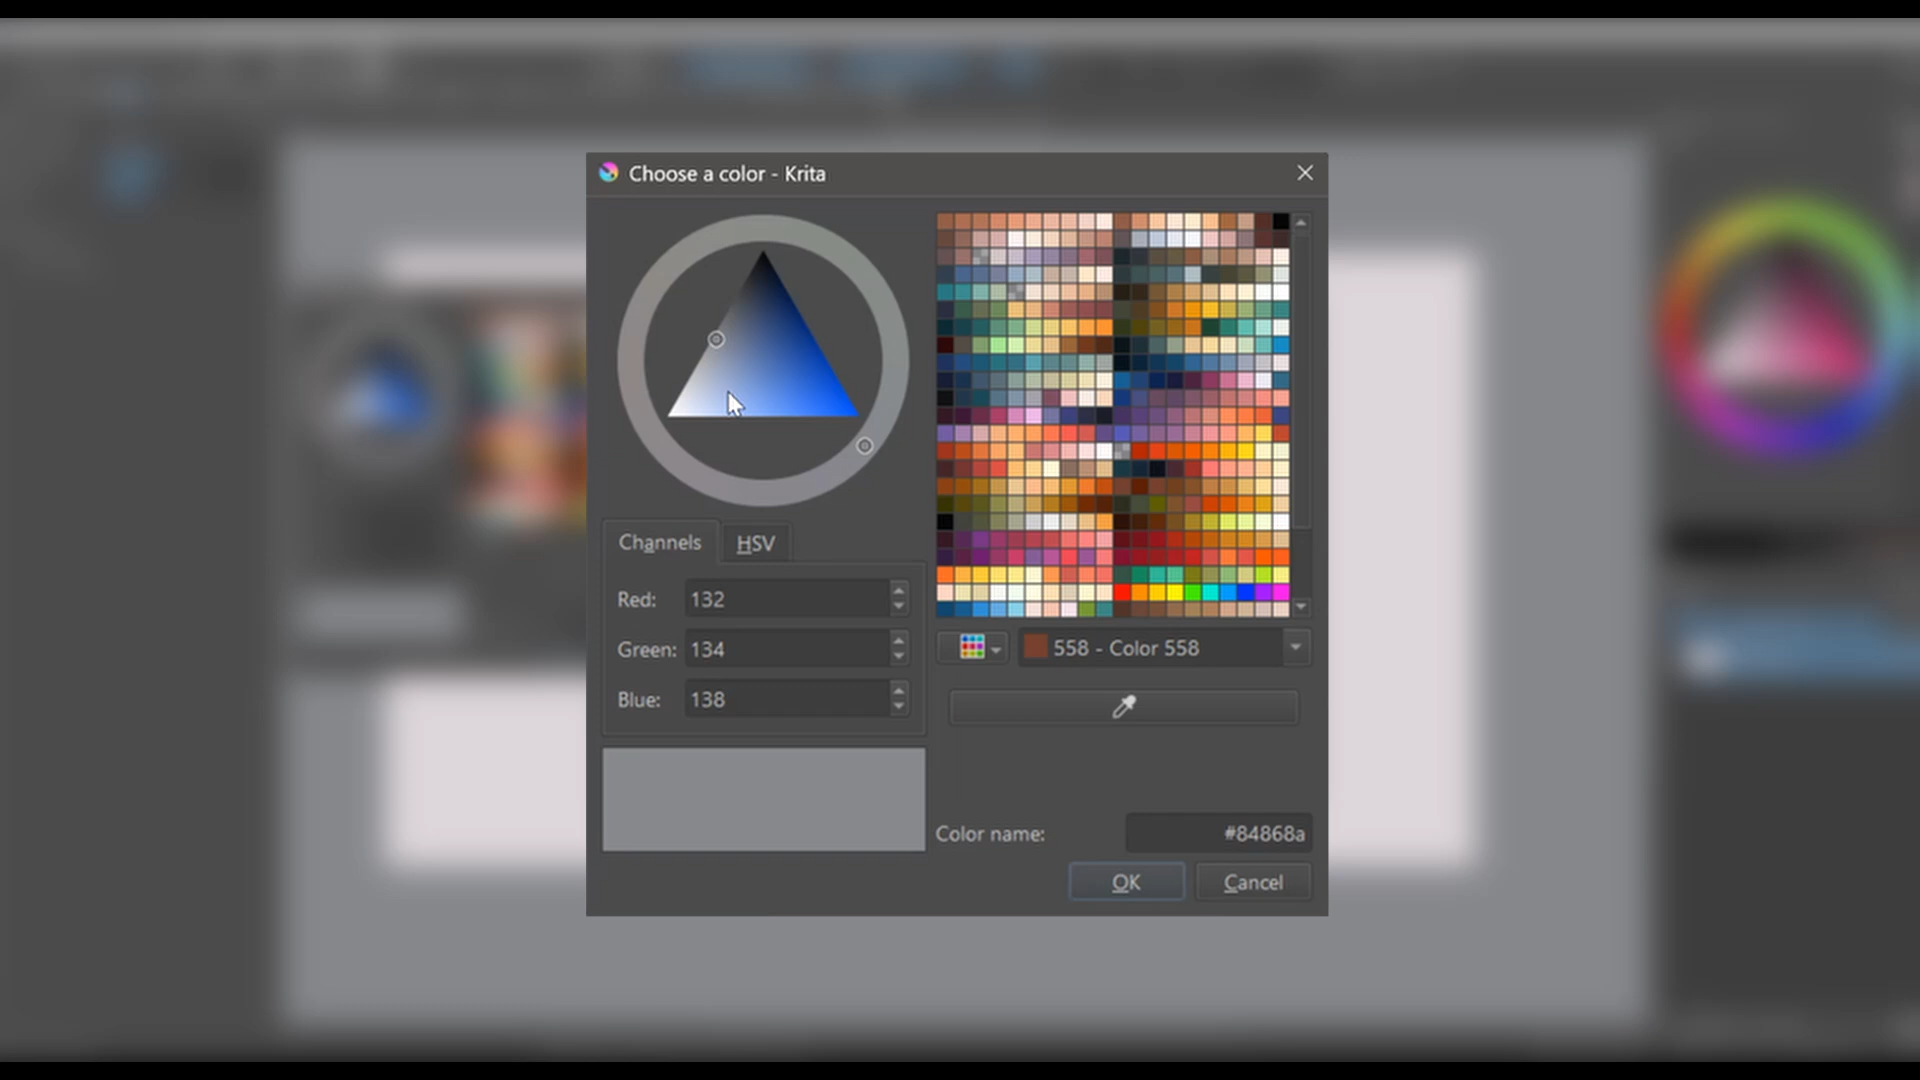 Choose a color - Krita
Channels
HSV
Red: 132
Green: 134
Blue: 138
558 - Color 558
Color name: #84868a
OK
Cancel